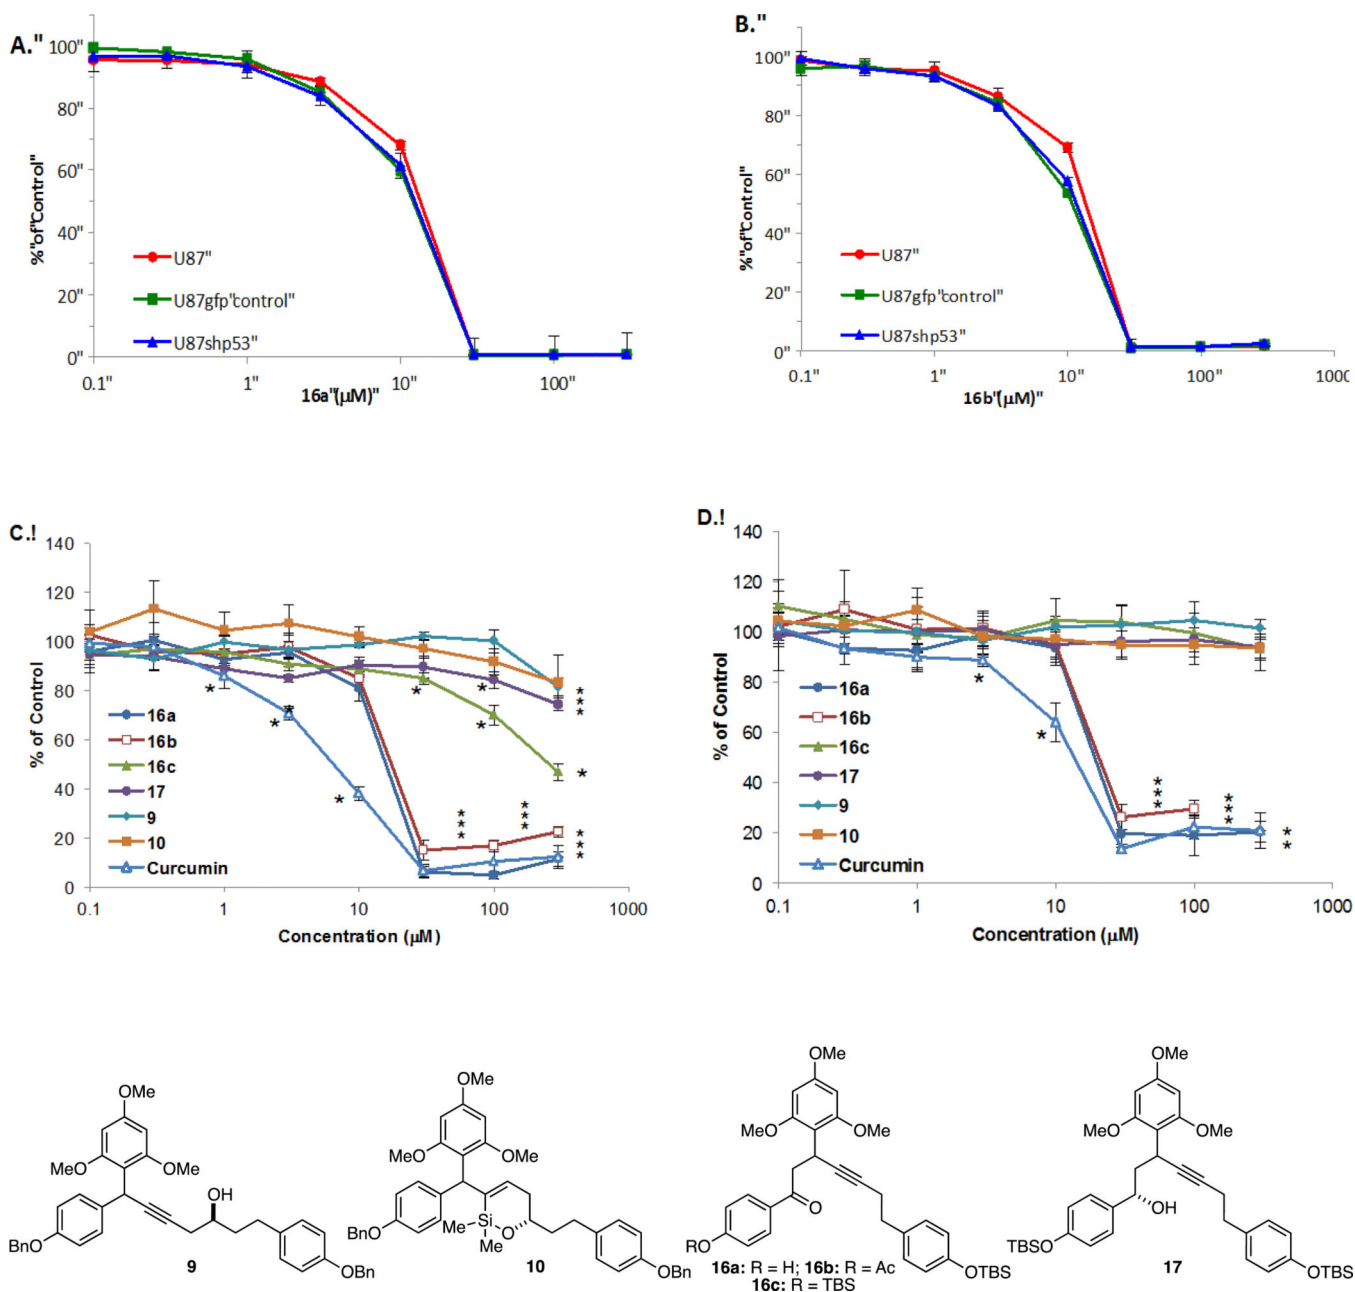 A."
100"
80"
60"
40"
20"
0"
%"of"Control"
U87"
U87gfp"control"
U87shp53"
0.1" 1" 10" 100"
16a"(µM)"
B."
100"
80"
60"
40"
20"
0"
%"of"Control"
U87"
U87gfp"control"
U87shp53"
0.1" 1" 10" 100" 1000
16b"(µM)"
C.!
140
120
100
80
60
40
20
0
% of Control
16a
16b
16c
17
9
10
Curcumin
* * * * * * * * * * * * * * * * * *
0.1 1 10 100 1000
Concentration (µM)
D.!
140
120
100
80
60
40
20
0
% of Control
16a
16b
16c
17
9
10
Curcumin
* * * * * * * * * *
0.1 1 10 100 1000
Concentration (µM)
OMe
MeO OMe
OH
OBn
OBn
9
OMe
MeO OMe
Me Si O
Me
BnO
OBn
10
OMe
MeO OMe
O
RO
OTBS
16a: R = H; 16b: R = Ac
16c: R = TBS
OMe
MeO OMe
OH
TBSO
OTBS
17